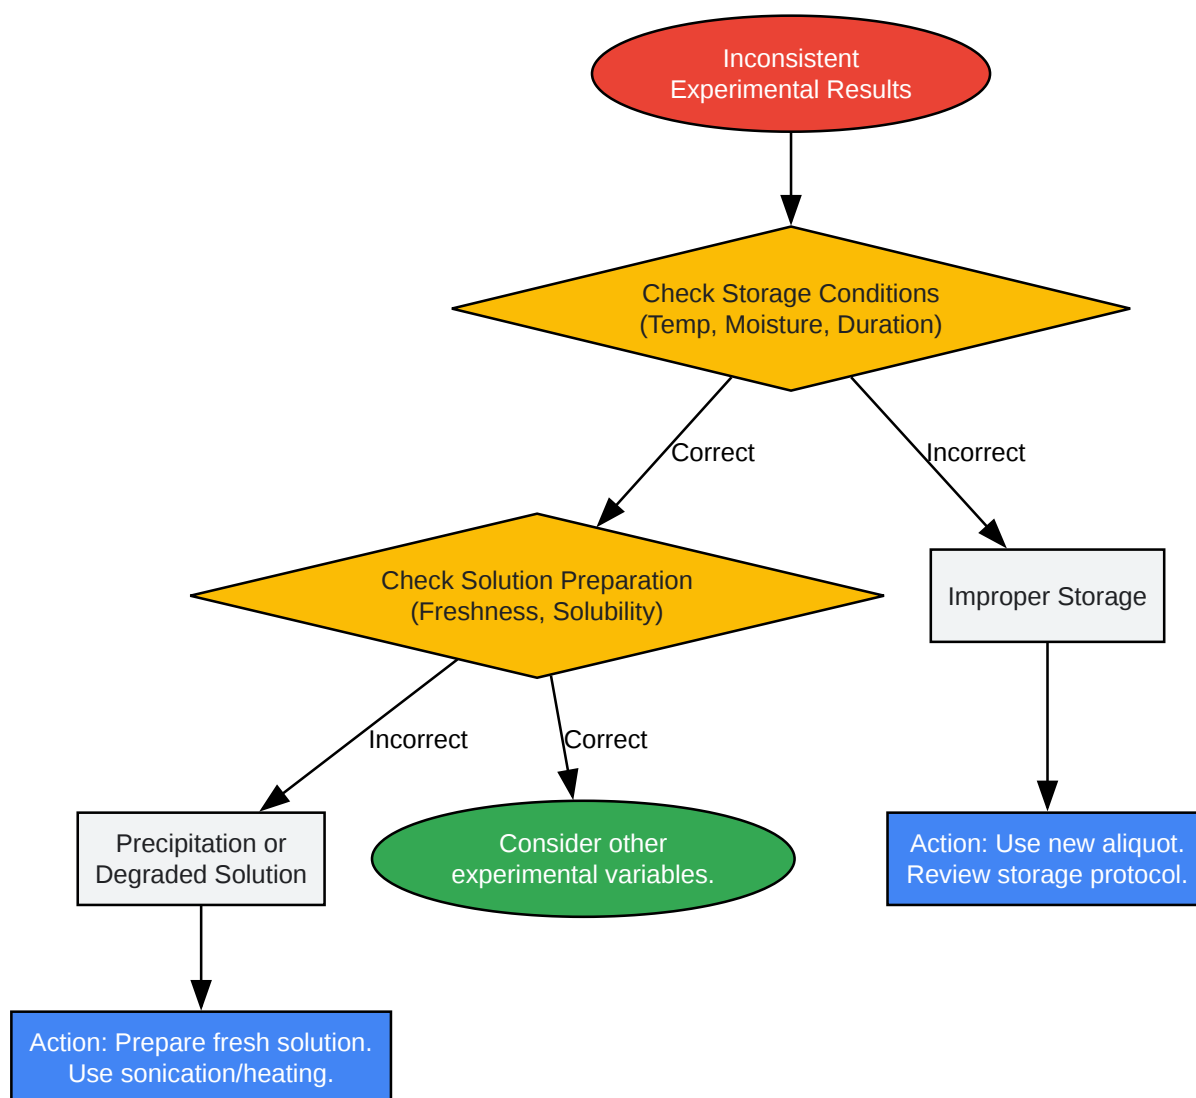 Inconsistent
Experimental Results
Check Storage Conditions
(Temp, Moisture, Duration)
Correct
Incorrect
Check Solution Preparation
(Freshness, Solubility)
Improper Storage
Incorrect
Correct
Precipitation or
Degraded Solution
Consider other
experimental variables.
Action: Use new aliquot.
Review storage protocol.
Action: Prepare fresh solution.
Use sonication/heating.